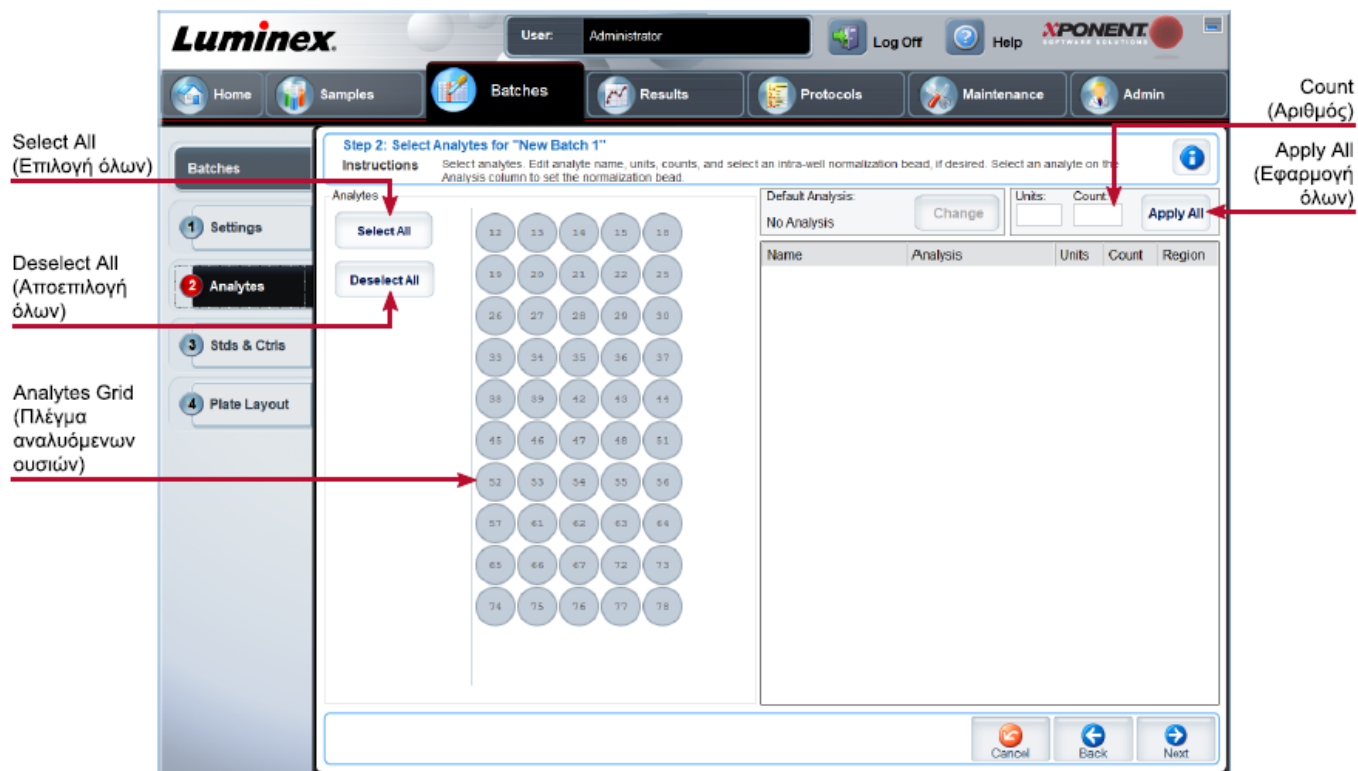 Luminex.
User: Administrator
Log Off
Help
XPONENT.
SOFTWARE SOLUTIONS
Home
Samples
Batches
Results
Protocols
Maintenance
Admin
Select All
(Επιλογή όλων)
Deselect All
(Αποεπιλογή
όλων)
Analytes Grid
(Πλέγμα
αναλυόμενων
ουσιών)
Batches
1 Settings
2 Analytes
3 Stds & Ctrls
4 Plate Layout
Step 2: Select Analytes for "New Batch 1"
Instructions Select analytes. Edit analyte name, units, counts, and select an intra-well normalization bead, if desired. Select an analyte on the
Analysis column to set the normalization bead.
Analytes
Select All
Deselect All
12 13 14 15 18
19 20 21 22 25
26 27 28 29 30
33 34 35 36 37
38 39 42 43 44
45 46 47 48 51
52 53 54 55 56
57 61 62 63 64
65 66 67 72 73
74 75 76 77 78
Default Analysis:
No Analysis
Change
Units:
Count
Apply All
Name Analysis Units Count Region
Cancel
Back
Next
Count
(Αριθμός)
Apply All
(Εφαρμογή
όλων)